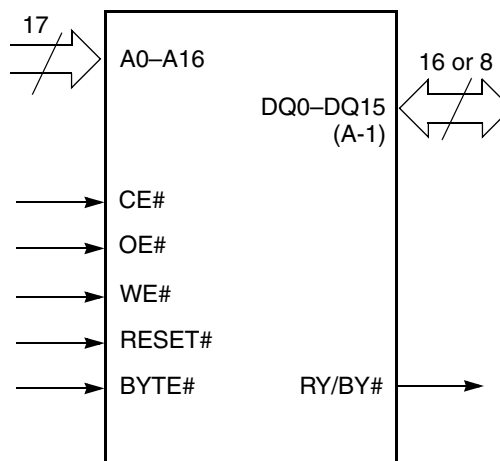 17
A0–A16
16 or 8
DQ0–DQ15
(A-1)
CE#
OE#
WE#
RESET#
BYTE#
RY/BY#